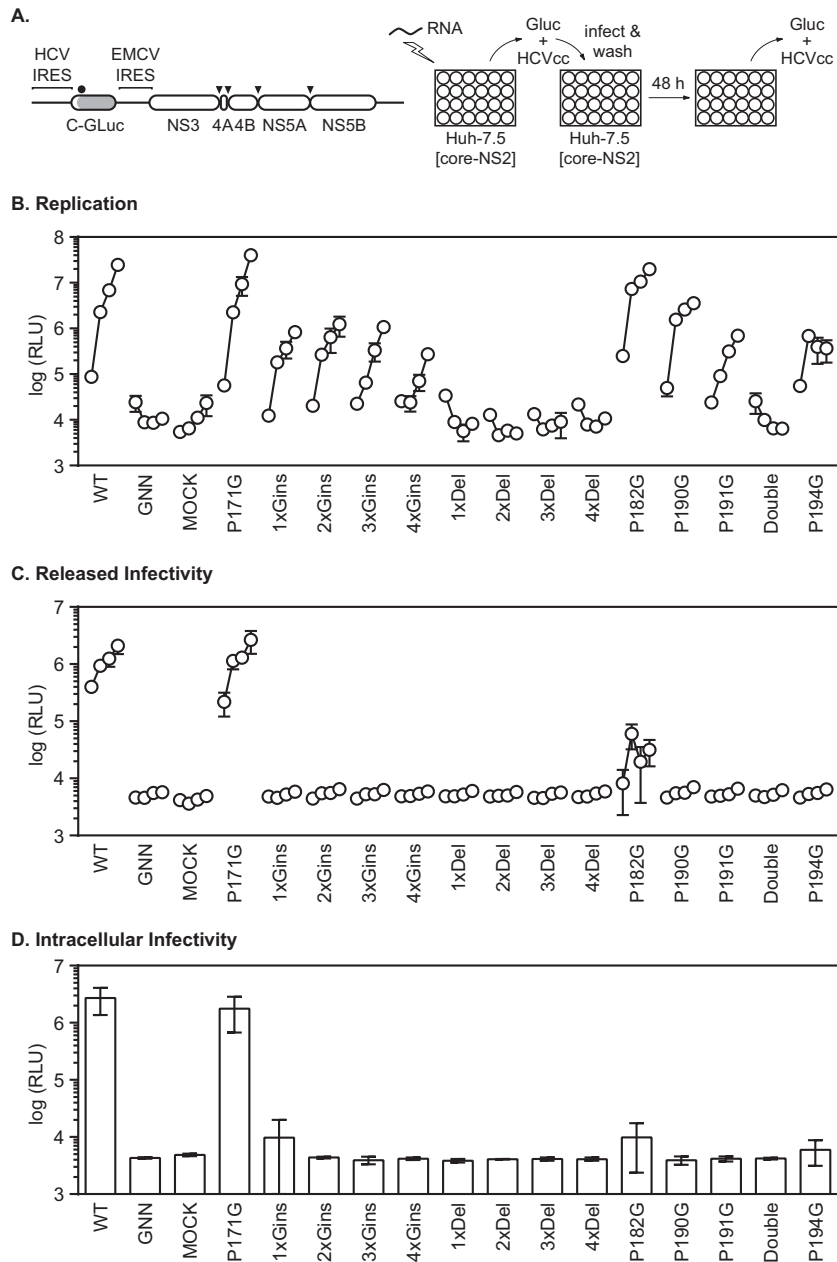 A.
HCV
IRES
EMCV
IRES
C-GLuc
NS3
4A
4B
NS5A
NS5B
RNA
Gluc
+
HCVcc
infect &
wash
48 h
Gluc
+
HCVcc
Huh-7.5
[core-NS2]
Huh-7.5
[core-NS2]
B. Replication
log (RLU)
8
7
6
5
4
3
WT
GNN
MOCK
P171G
1xGins
2xGins
3xGins
4xGins
1xDel
2xDel
3xDel
4xDel
P182G
P190G
P191G
Double
P194G
C. Released Infectivity
log (RLU)
7
6
5
4
3
WT
GNN
MOCK
P171G
1xGins
2xGins
3xGins
4xGins
1xDel
2xDel
3xDel
4xDel
P182G
P190G
P191G
Double
P194G
D. Intracellular Infectivity
log (RLU)
7
6
5
4
3
WT
GNN
MOCK
P171G
1xGins
2xGins
3xGins
4xGins
1xDel
2xDel
3xDel
4xDel
P182G
P190G
P191G
Double
P194G